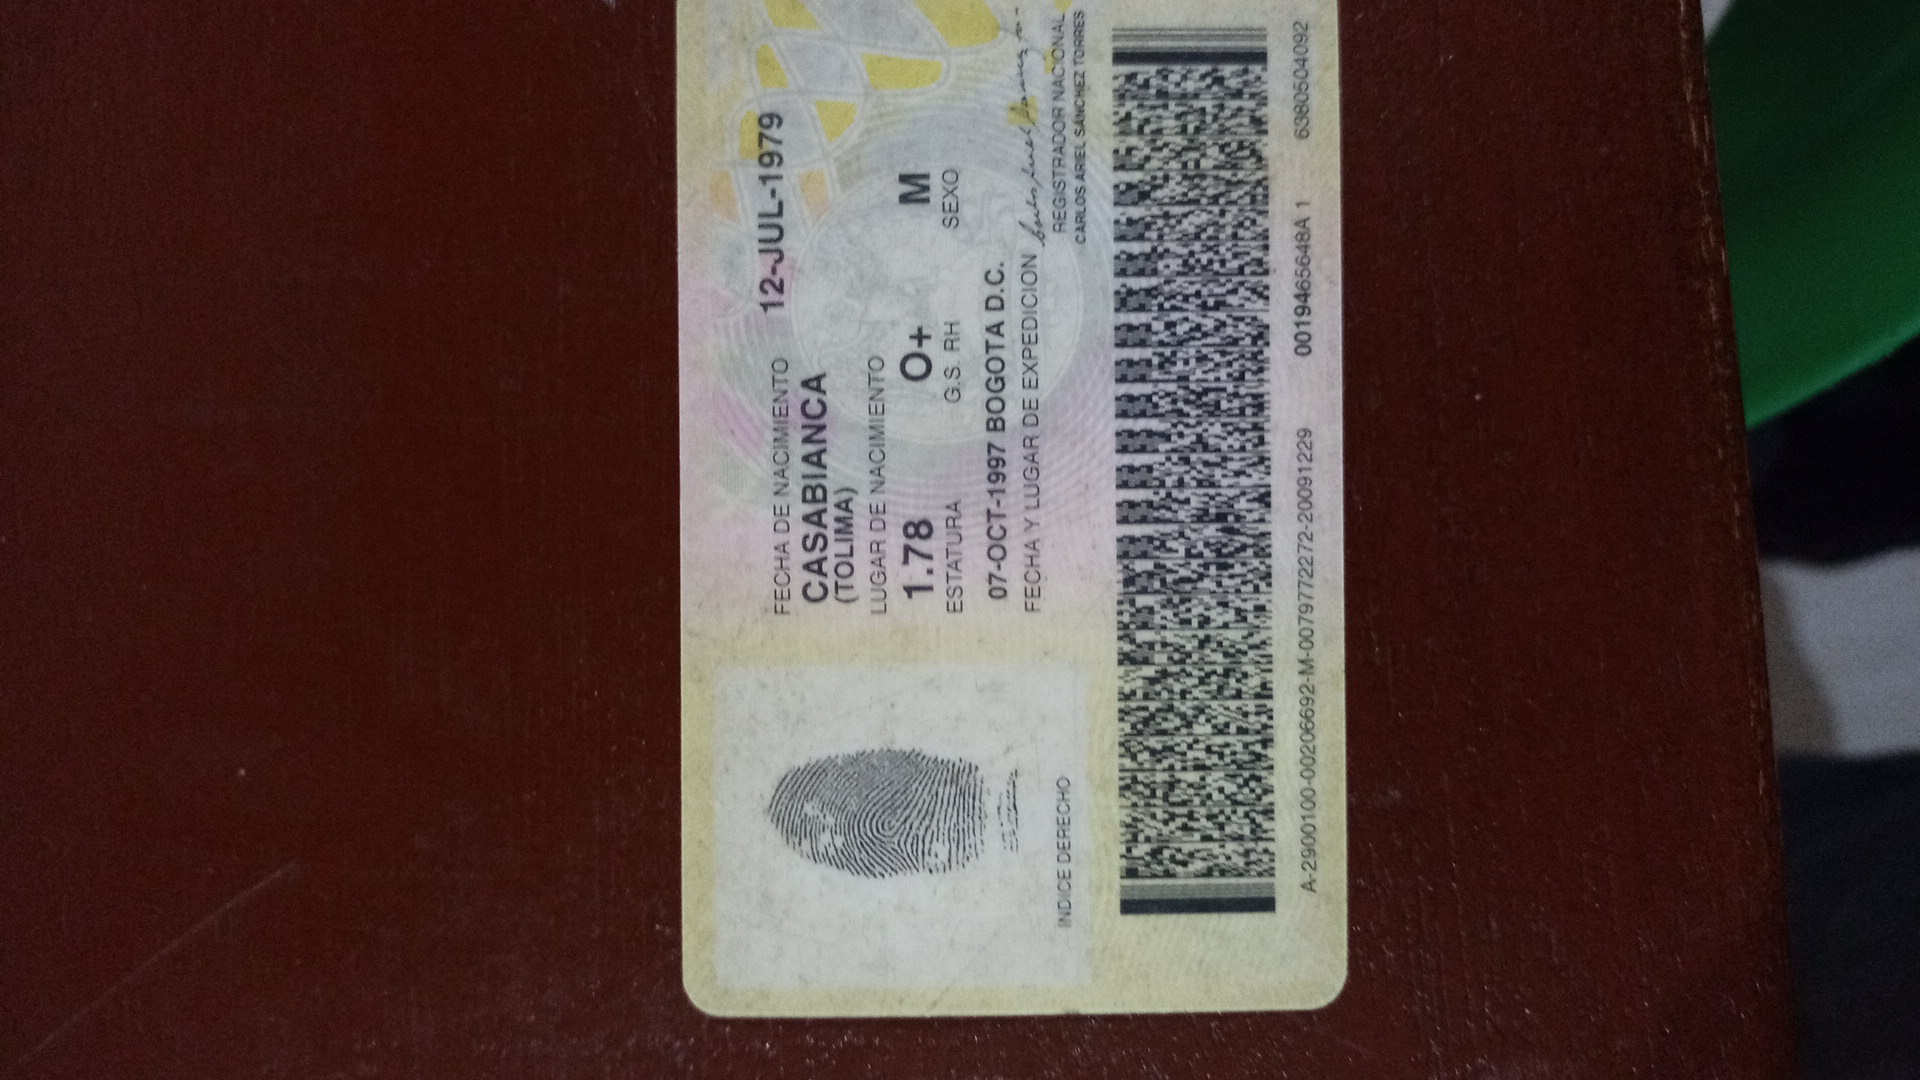 FECHA DE NACIMIENTO 12-JUL-1979
CASABIANCA
(TOLIMA)
LUGAR DE NACIMIENTO
1.78 O+ M
ESTATURA G.S. RH SEXO
07-OCT-1997 BOGOTA D.C.
FECHA Y LUGAR DE EXPEDICION
INDICE DERECHO
REGISTRADOR NACIONAL
CARLOS ARIEL SANCHEZ TORRES
A-2900100-00206692-M-0079772272-20091229 0019465648A 1 6380504092